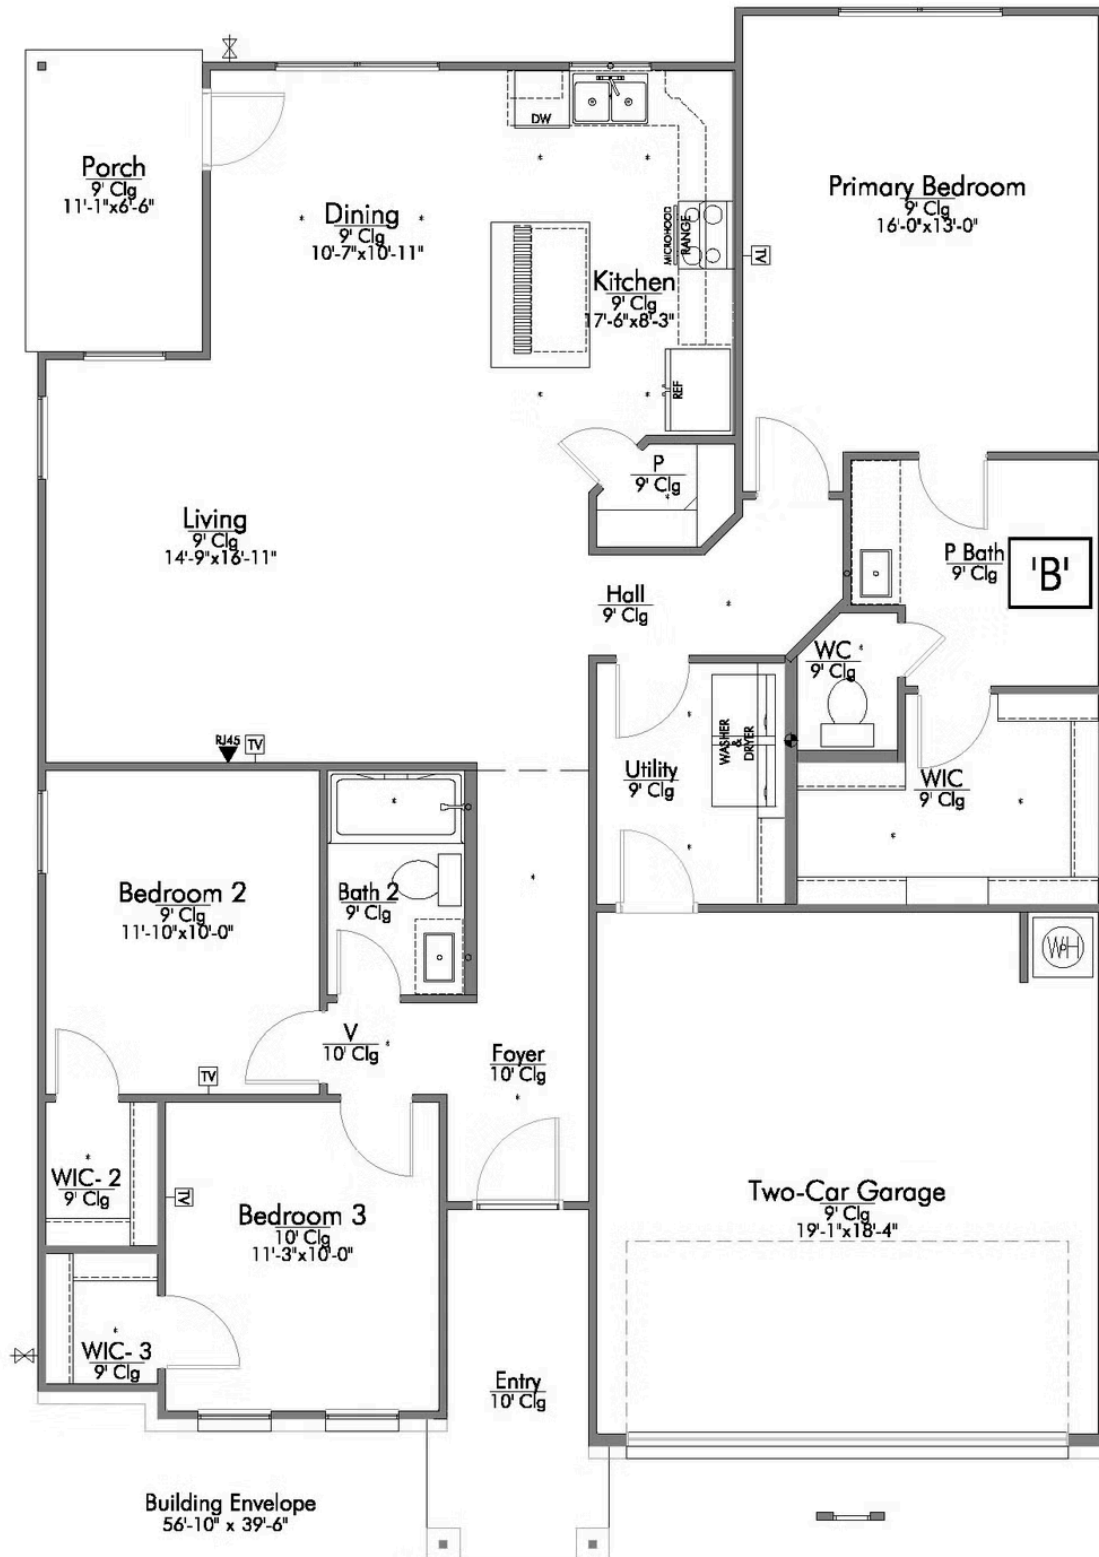 Porch
9' Clg
11'-1"x6'-6"
Dining
9' Clg
10'-7"x10'-11"
DW
MICROHOOD
RANGE
Kitchen
9' Clg
17'-6"x8'-3"
REF
Primary Bedroom
9' Clg
16'-0"x13'-0"
TV
P
9' Clg
Living
9' Clg
14'-9"x16'-11"
Hall
9' Clg
P Bath
9' Clg
'B'
WC
9' Clg
RJ45
TV
WASHER
&
DRYER
Utility
9' Clg
WIC
9' Clg
Bedroom 2
9' Clg
11'-10"x10'-0"
Bath 2
9' Clg
WH
V
10' Clg
Foyer
10' Clg
TV
WIC- 2
9' Clg
TV
Bedroom 3
10' Clg
11'-3"x10'-0"
Two-Car Garage
9' Clg
19'-1"x18'-4"
WIC- 3
9' Clg
Entry
10' Clg
Building Envelope
56'-10" x 39'-6"